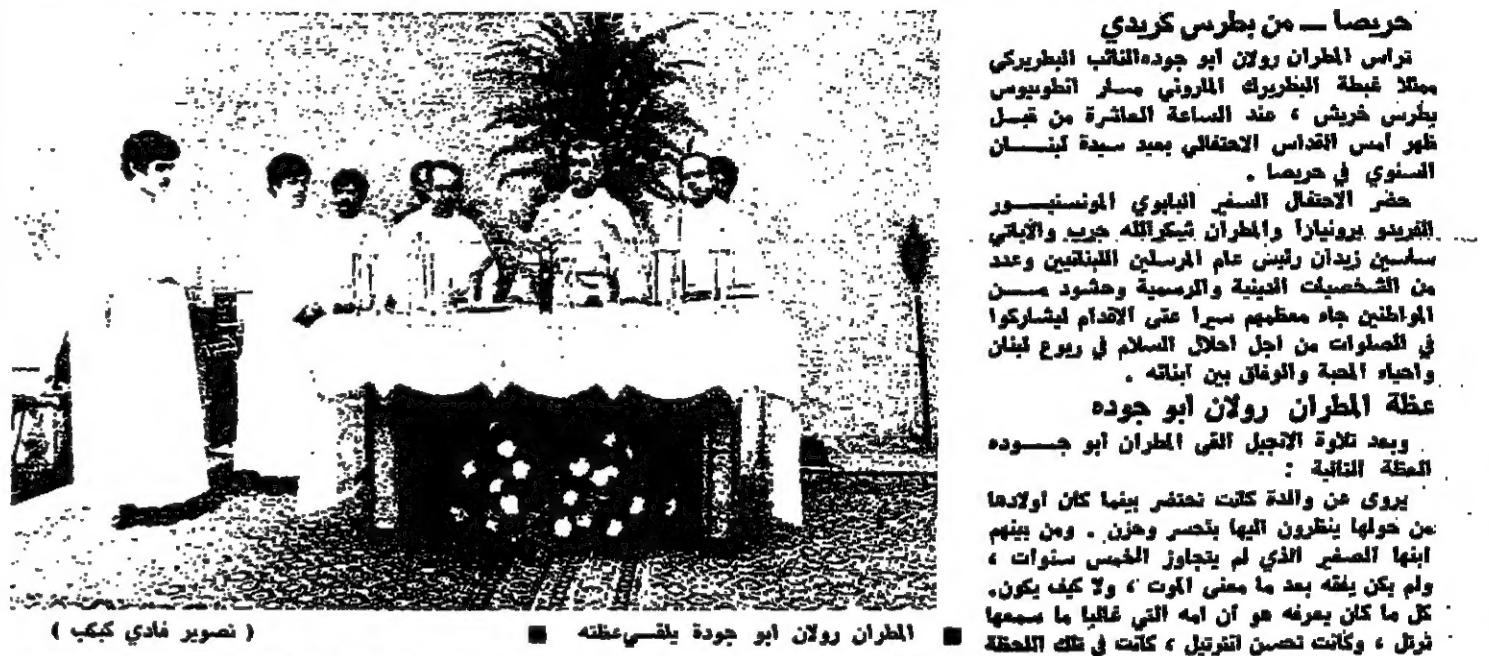 حريصا — من بطرس كريدي
تراس المطران رولان ابو جوده النائب البطريركي
ممثلا غبطة البطريرك الماروني مار انطونيوس
بطرس خريش ، عند الساعة العاشرة من قبل
ظهر أمس القداس الاحتفالي بعيد سيدة لبنان
السنوي في حريصا .
حضر الاحتفال السفير البابوي المونسنيور
الفريدو برونيارا والمطران شكرالله حرب والاباتي
ساسين زيدان رئيس عام المرسلين اللبنانيين وعدد
من الشخصيات الدينية والرسمية وحشود من
المواطنين جاء معظمهم سيرا على الاقدام ليشاركوا
في الصلوات من اجل احلال السلام في ربوع لبنان
واحياء المحبة والوفاق بين ابنائه .
عظة المطران رولان ابو جوده
وبعد تلاوة الانجيل القى المطران ابو جوده
العظة التالية :
يروى عن والدة كانت تحتضر بينما كان اولادها
من حولها ينظرون اليها بتحسر وحزن . ومن بينهم
ابنها الصغير الذي لم يتجاوز الخمس سنوات ،
ولم يكن يفقه بعد ما معنى الموت ، ولا كيف يكون.
كل ما كان يعرفه هو أن امه التي غالبا ما سمعها
ترتل ، وكانت تحسن الترتيل ، كانت في تلك اللحظة
■ المطران رولان ابو جودة يلقي عظته ■
( تصوير فادي كبكب )